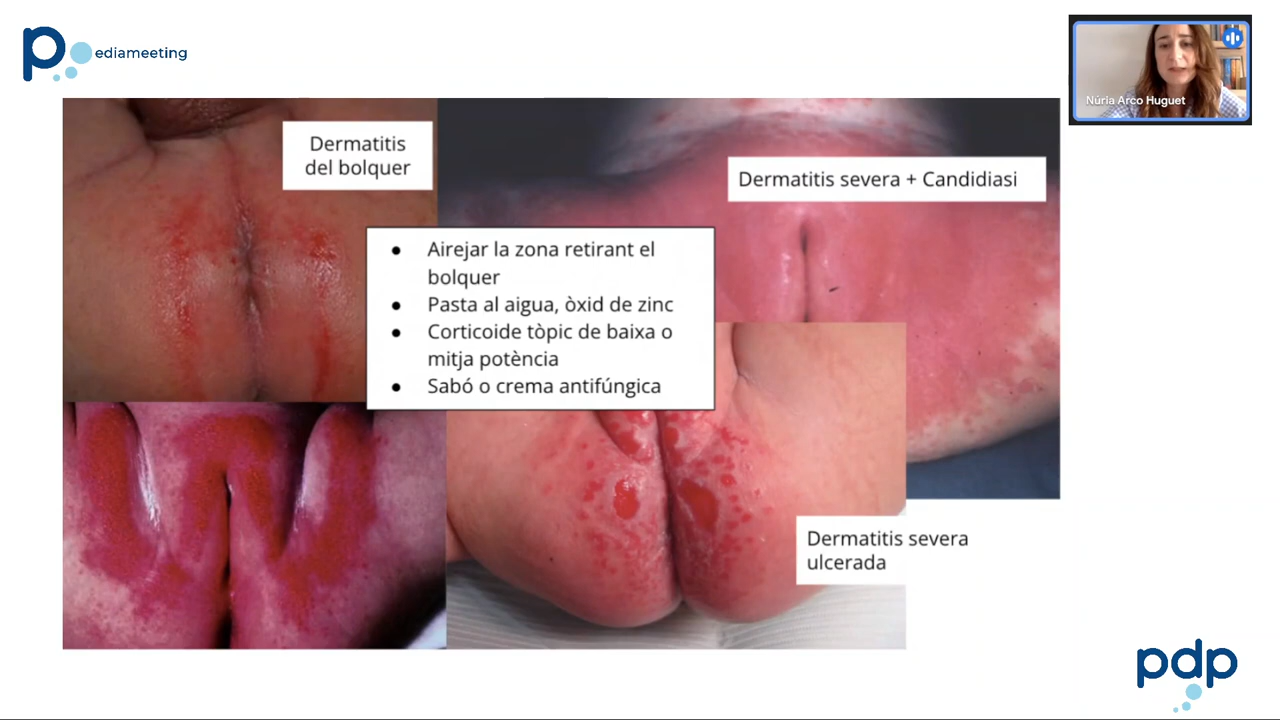 pediameeting
Núria Arco Huguet
Dermatitis
del bolquer
Dermatitis severa + Candidiasi
● Airejar la zona retirant el
bolquer
● Pasta al aigua, òxid de zinc
● Corticoide tòpic de baixa o
mitja potència
● Sabó o crema antifúngica
Dermatitis severa
ulcerada
pdp